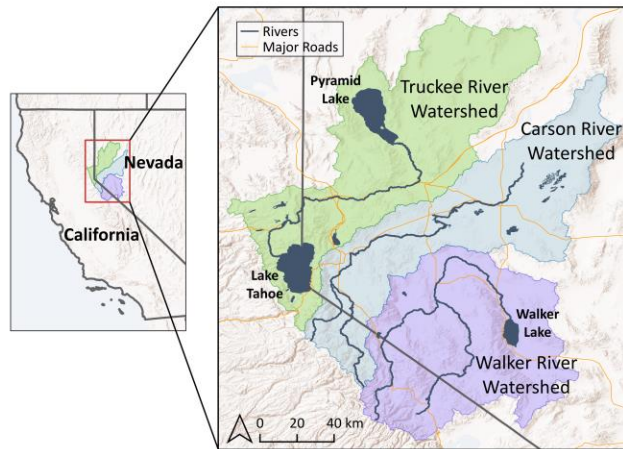 Rivers
Major Roads
Pyramid
Lake
Truckee River
Watershed
Carson River
Watershed
Nevada
California
Lake
Tahoe
Walker
Lake
Walker River
Watershed
0 20 40 km